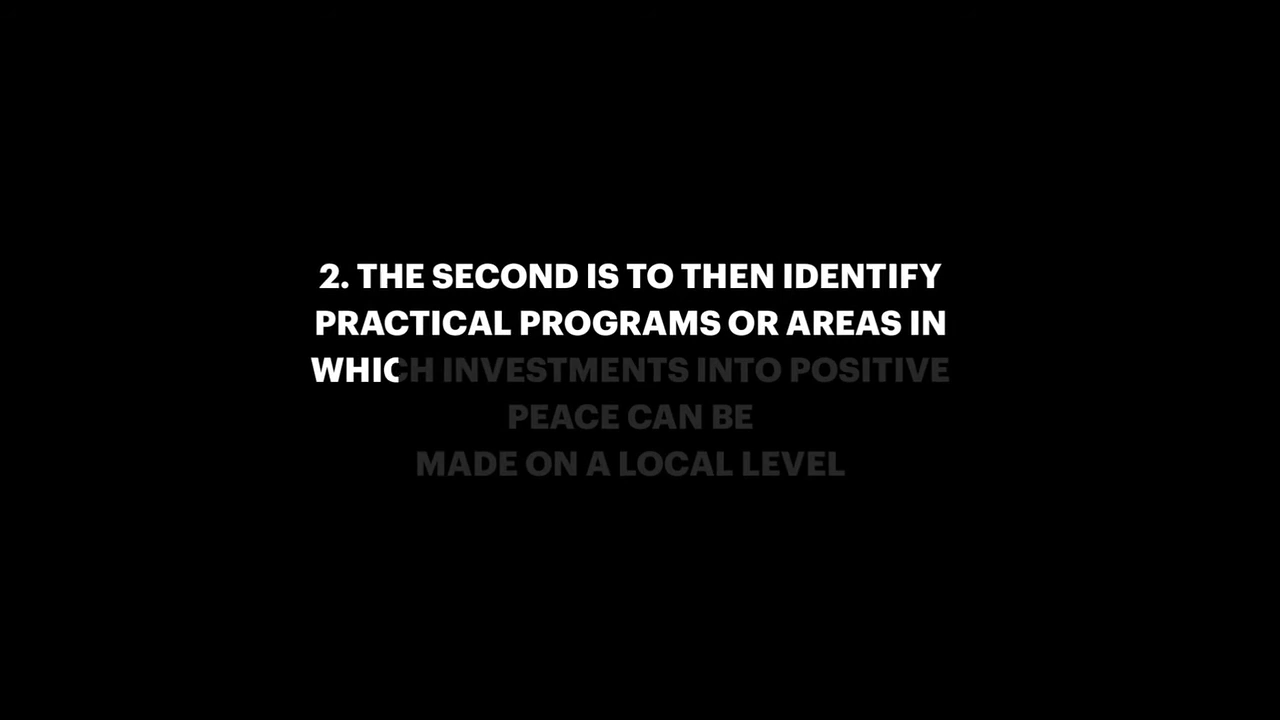 2. THE SECOND IS TO THEN IDENTIFY
PRACTICAL PROGRAMS OR AREAS IN
WHICH INVESTMENTS INTO POSITIVE
PEACE CAN BE
MADE ON A LOCAL LEVEL